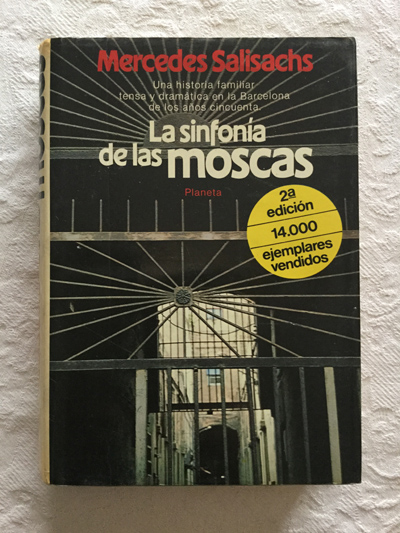 Mercedes Salisachs
Una historia familiar
tensa y dramática en la Barcelona
de los años cincuenta.
La sinfonía
de las moscas
Planeta
2a
edición
14.000
ejemplares
vendidos